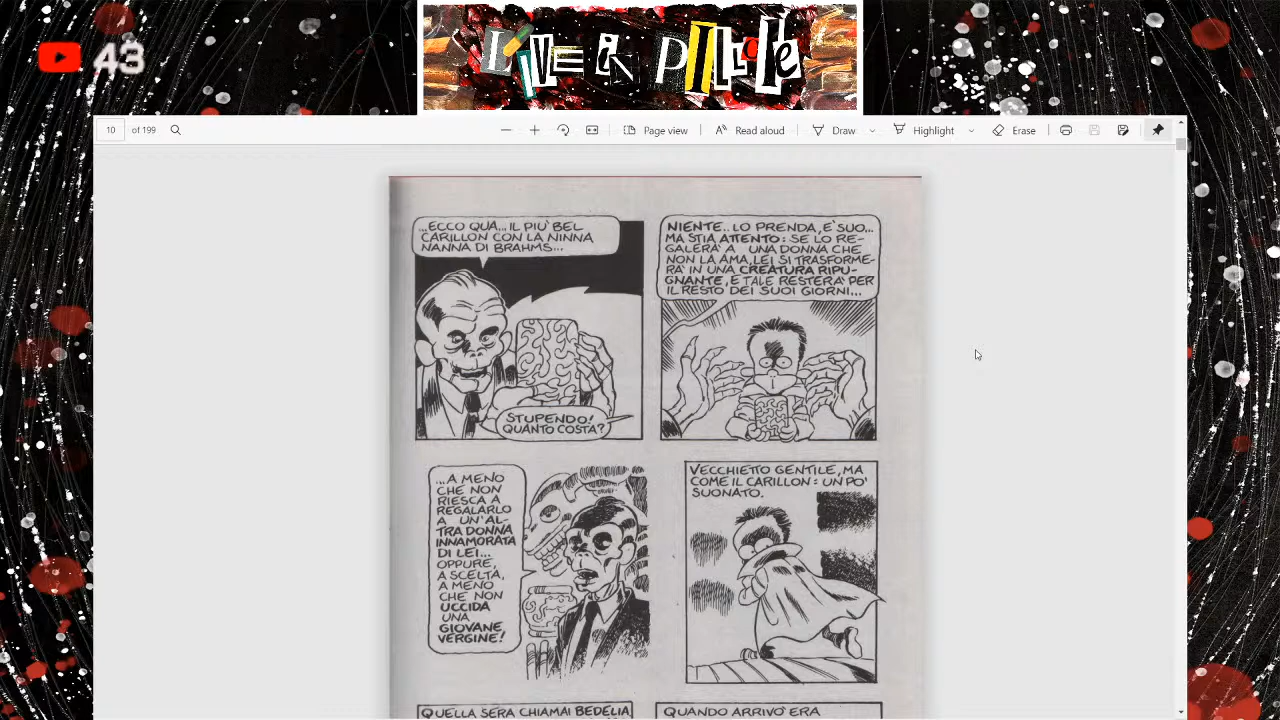 43
LIVE iN PiLLoLe
10
of 199
Page view
Read aloud
Draw
Highlight
Erase
...ECCO QUA...IL PIU' BEL
CARILLON CON LA NINNA
NANNA DI BRAHMS...
STUPENDO!
QUANTO COSTA?
NIENTE..LO PRENDA, E' SUO...
MA STIA ATTENTO: SE LO RE-
GALERA' A UNA DONNA CHE
NON LA AMA, LEI SI TRASFORME-
RA' IN UNA CREATURA RIPU-
GNANTE, E TALE RESTERA' PER
IL RESTO DEI SUOI GIORNI...
...A MENO
CHE NON
RIESCA A
REGALARLO
A UN'AL-
TRA DONNA
INNAMORATA
DI LEI...
OPPURE,
A SCELTA,
A MENO
CHE NON
UCCIDA
UNA
GIOVANE
VERGINE!
VECCHIETTO GENTILE, MA
COME IL CARILLON: UN PO'
SUONATO.
QUELLA SERA CHIAMAI BEDELIA
QUANDO ARRIVO' ERA